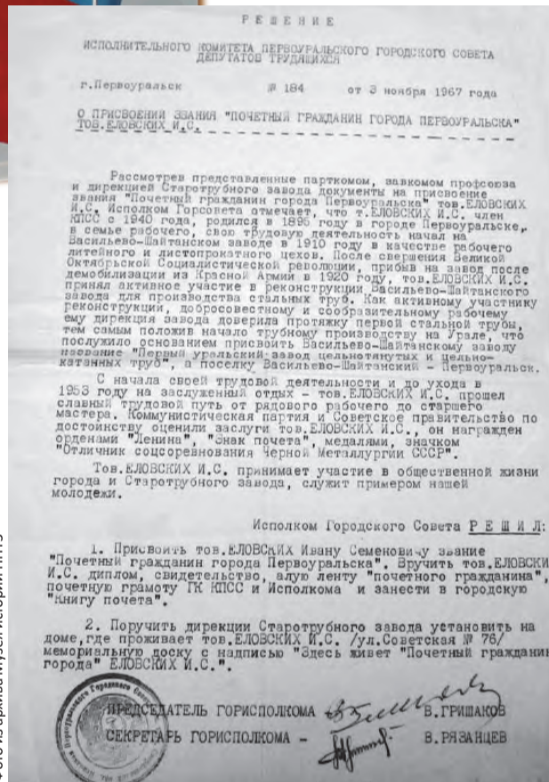 РЕШЕНИЕ
ИСПОЛНИТЕЛЬНОГО КОМИТЕТА ПЕРВОУРАЛЬСКОГО ГОРОДСКОГО СОВЕТА
ДЕПУТАТОВ ТРУДЯЩИХСЯ
г.Первоуральск № 184 от 3 ноября 1967 года
О ПРИСВОЕНИИ ЗВАНИЯ "ПОЧЕТНЫЙ ГРАЖДАНИН ГОРОДА ПЕРВОУРАЛЬСКА"
ТОВ.ЕЛОВСКИХ И.С.
Рассмотрев представленные парткомом, завкомом профсоюза
и дирекцией Старотрубного завода документы на присвоение
звания "Почетный гражданин города Первоуральска" тов.ЕЛОВСКИХ
И.С. Исполком Горсовета отмечает, что т.ЕЛОВСКИХ И.С. член
КПСС с 1940 года, родился в 1895 году в городе Первоуральске,
в семье рабочего, свою трудовую деятельность начал на
Васильево-Шайтанском заводе в 1910 году в качестве рабочего
литейного и листопрокатного цехов. После свершения Великой
Октябрьской Социалистической революции, прибыв на завод после
демобилизации из Красной Армии в 1920 году, тов.ЕЛОВСКИХ И.С.
принял активное участие в реконструкции Васильево-Шайтанского
завода для производства стальных труб. Как активному участнику
реконструкции, добросовестному и сообразительному рабочему
ему дирекция завода доверила протяжку первой стальной трубы,
тем самым положив начало трубному производству на Урале, что
послужило основанием присвоить Васильево-Шайтанскому заводу
название "Первый уральский завод цельнотянутых и цельно-
катанных труб", а поселку Васильево-Шайтанский - Первоуральск.
С начала своей трудовой деятельности и до ухода в
1953 году на заслуженный отдых - тов.ЕЛОВСКИХ И.С. прошел
славный трудовой путь от рядового рабочего до старшего
мастера. Коммунистическая партия и Советское правительство по
достоинству оценили заслуги тов.ЕЛОВСКИХ И.С., он награжден
орденами "Ленина", "Знак почета", медалями, значком
"Отличник соцсоревнования Черной Металлургии СССР".
Тов.ЕЛОВСКИХ И.С. принимает участие в общественной жизни
города и Старотрубного завода, служит примером нашей
молодежи.
Исполком Городского Совета РЕШИЛ:
1. Присвоить тов.ЕЛОВСКИХ Ивану Семеновичу звание
"Почетный гражданин города Первоуральска". Вручить тов.ЕЛОВСКИ
И.С. диплом, свидетельство, алую ленту "почетного гражданина",
почетную грамоту ГК КПСС и Исполкома и занести в городскую
"Книгу почета".
2. Поручить дирекции Старотрубного завода установить на
доме,где проживает тов.ЕЛОВСКИХ И.С. /ул.Советская № 76/
мемориальную доску с надписью "Здесь живет "Почетный гражданин
города" ЕЛОВСКИХ И.С.".
ПРЕДСЕДАТЕЛЬ ГОРИСПОЛКОМА В.ГРИШАКОВ
СЕКРЕТАРЬ ГОРИСПОЛКОМА - В.РЯЗАНЦЕВ